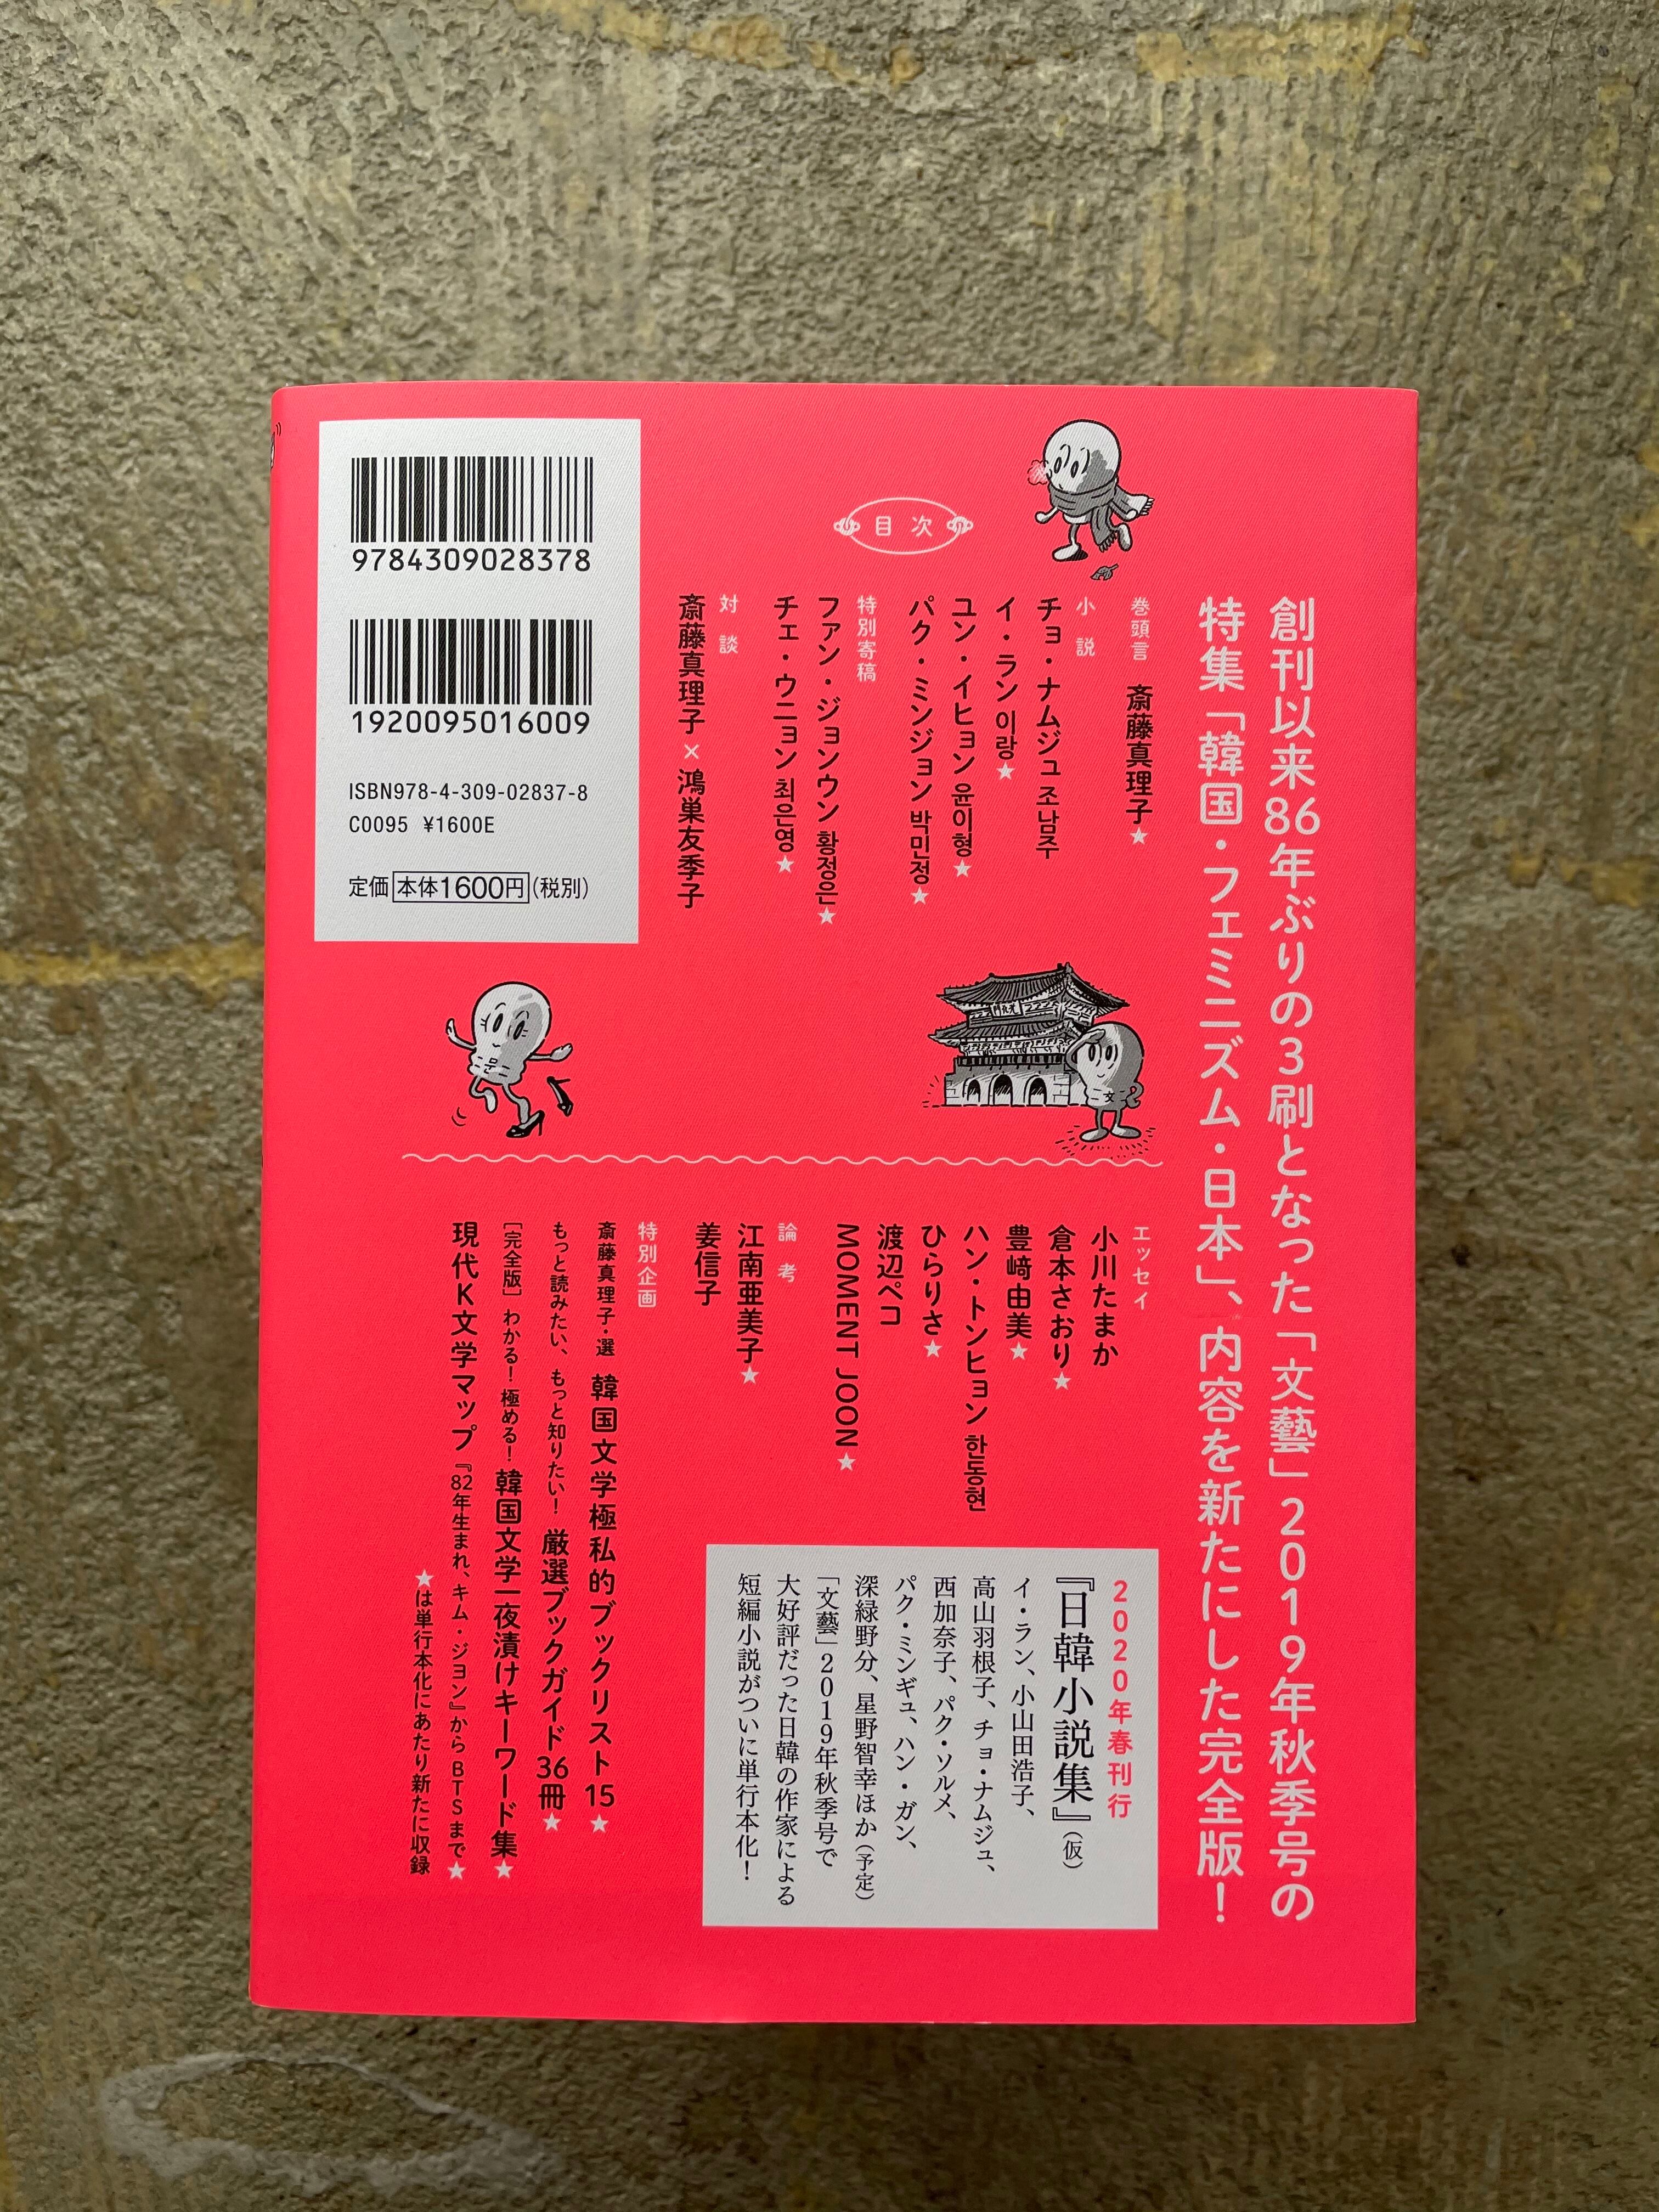 創刊以来86年ぶりの3刷となった「文藝」2019年秋季号の
特集「韓国・フェミニズム・日本」、内容を新たにした完全版！
目次
巻頭言 斎藤真理子★
小説
チョ・ナムジュ 조남주
イ・ラン 이랑★
ユン・イヒョン 윤이형★
パク・ミンジョン 박민정★
特別寄稿
ファン・ジョンウン 황정은★
チェ・ウニョン 최은영★
対談
斎藤真理子×鴻巣友季子
エッセイ
小川たまか
倉本さおり★
豊﨑由美★
ハン・トンヒョン 한동현
ひらりさ★
渡辺ペコ
MOMENT JOON★
論考
江南亜美子★
姜信子
特別企画
斎藤真理子・選 韓国文学極私的ブックリスト15★
もっと読みたい、もっと知りたい！ 厳選ブックガイド36冊★
［完全版］わかる！極める！韓国文学一夜漬けキーワード集★
現代K文学マップ『82年生まれ、キム・ジヨン』からBTSまで★
★は単行本化にあたり新たに収録
2020年春刊行
『日韓小説集』（仮）
イ・ラン、小山田浩子、
高山羽根子、チョ・ナムジュ、
西加奈子、パク・ソルメ、
パク・ミンギュ、ハン・ガン、
深緑野分、星野智幸ほか（予定）
「文藝」2019年秋季号で
大好評だった日韓の作家による
短編小説がついに単行本化！
9784309028378
1920095016009
ISBN978-4-309-02837-8
C0095 ¥1600E
定価 本体1600円（税別）
文